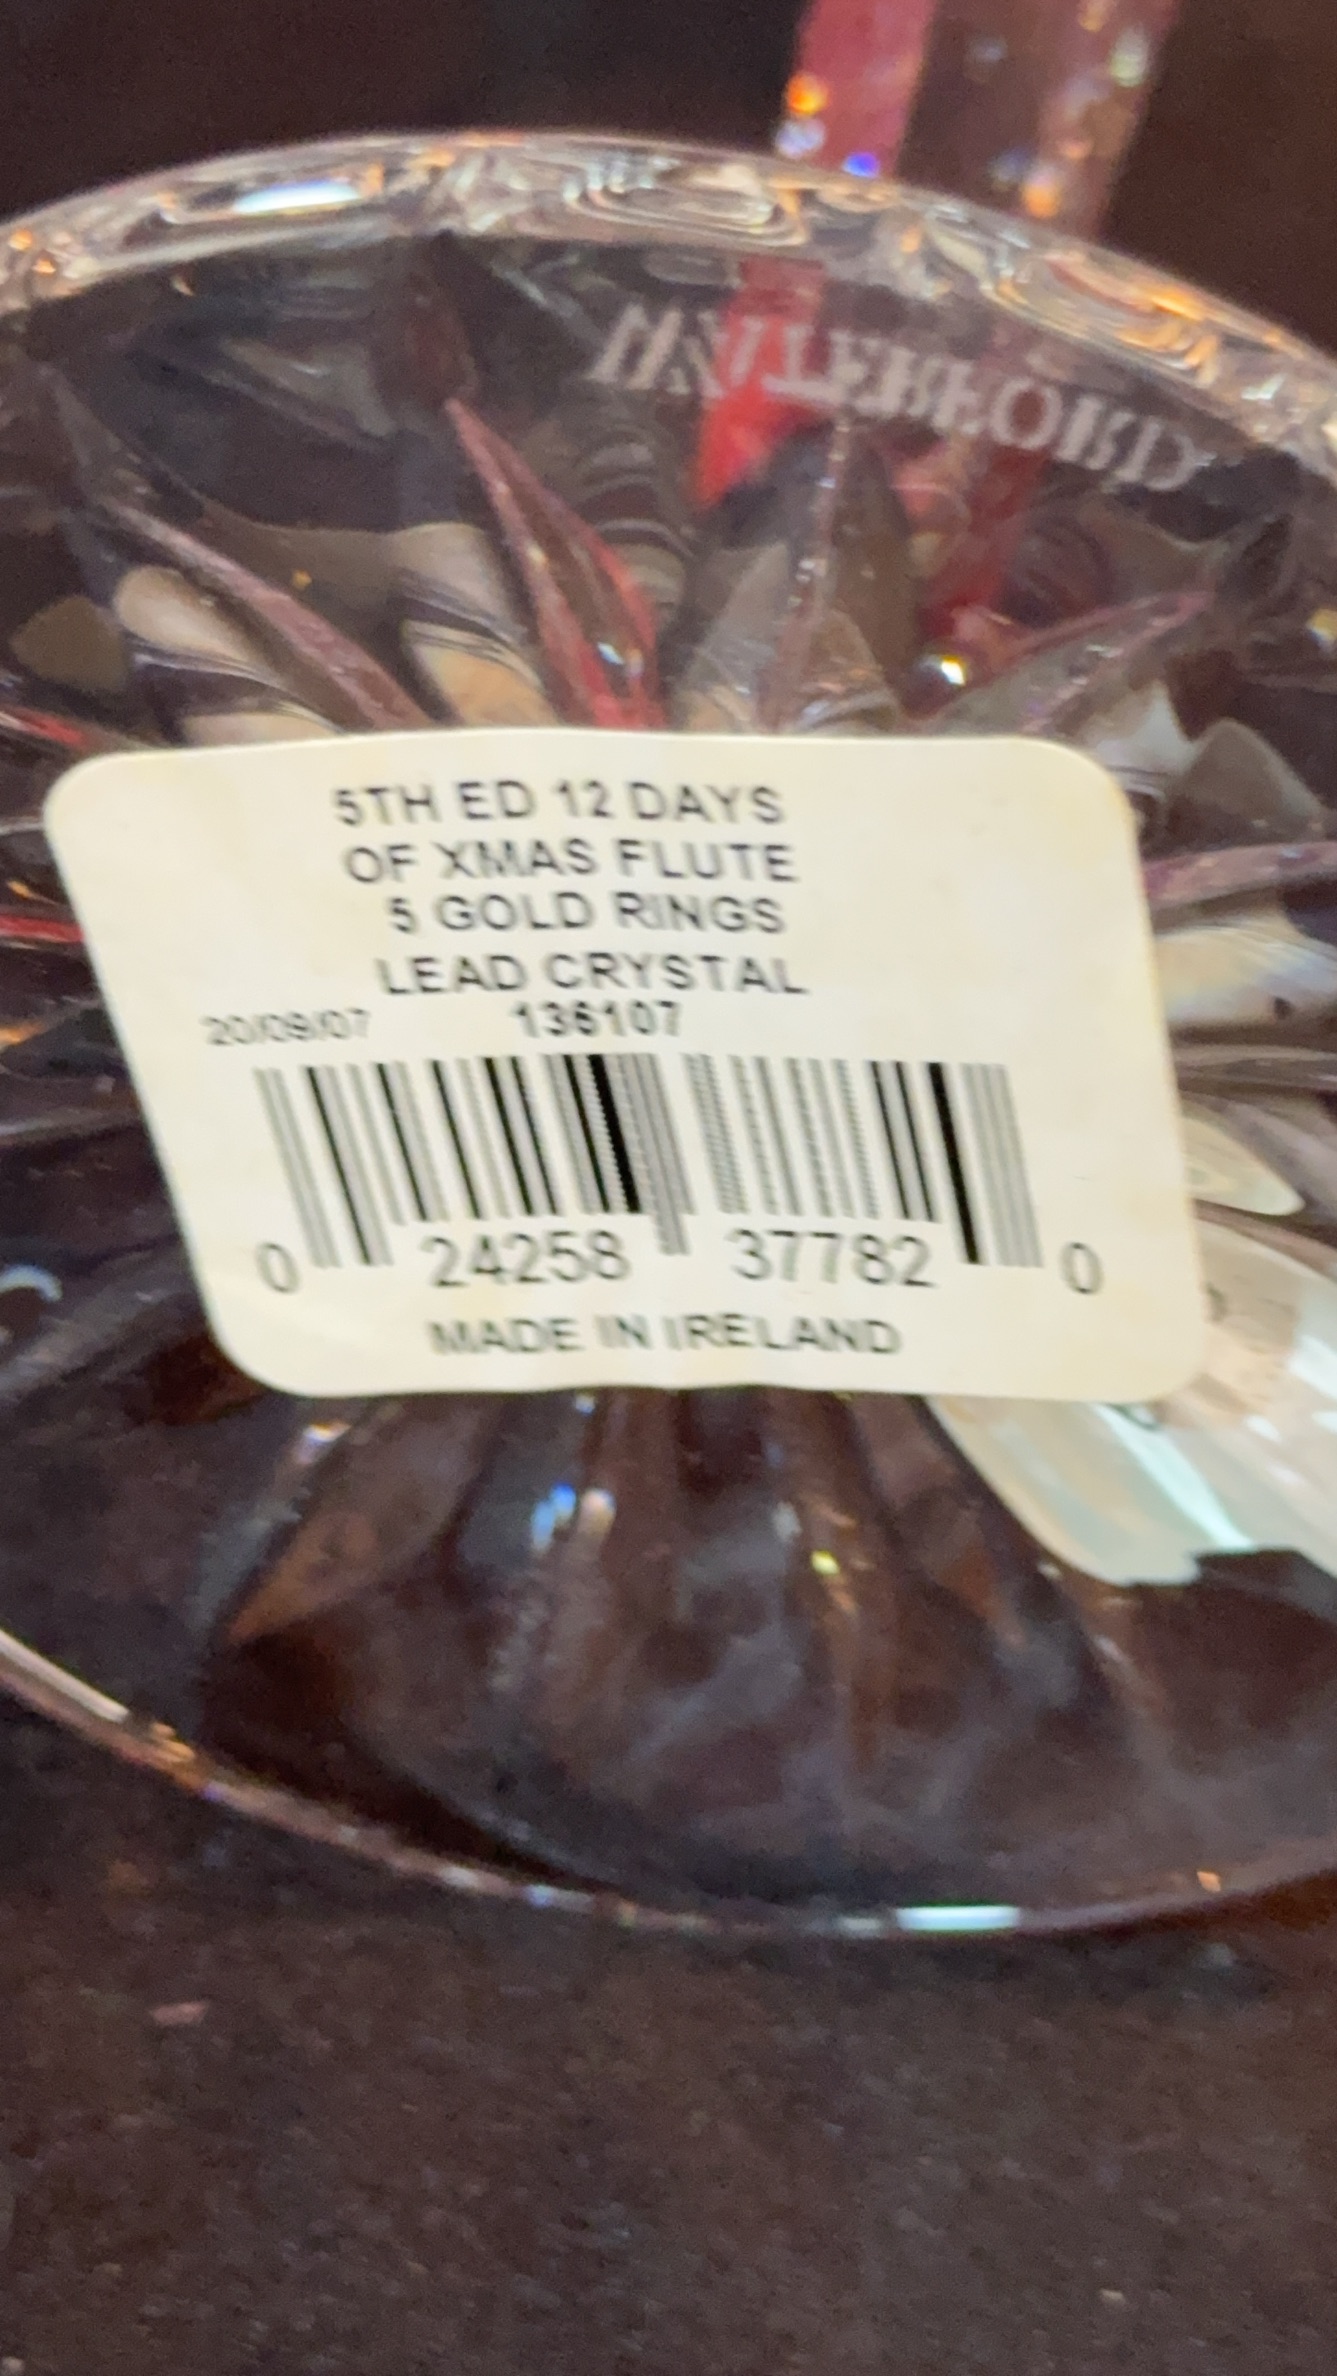 WATERFORD
5TH ED 12 DAYS
OF XMAS FLUTE
5 GOLD RINGS
LEAD CRYSTAL
20/09/07 136107
0 24258 37782 0
MADE IN IRELAND